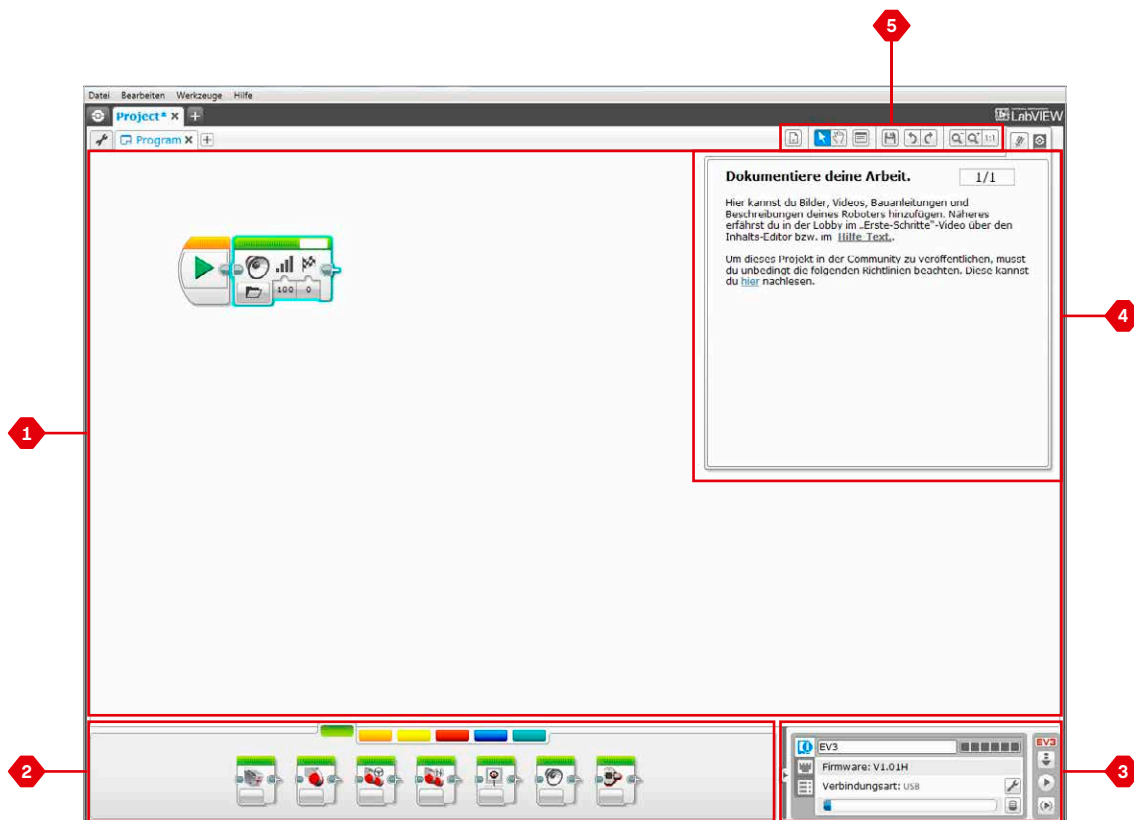 5
Datei Bearbeiten Werkzeuge Hilfe
Project* X +
LabVIEW
Program X +
1:1
Dokumentiere deine Arbeit. 1/1
Hier kannst du Bilder, Videos, Bauanleitungen und
Beschreibungen deines Roboters hinzufügen. Näheres
erfährst du in der Lobby im „Erste-Schritte"-Video über den
Inhalts-Editor bzw. im Hilfe Text..
Um dieses Projekt in der Community zu veröffentlichen, musst
du unbedingt die folgenden Richtlinien beachten. Diese kannst
du hier nachlesen.
100 0
4
1
2
EV3
EV3
Firmware: V1.01H
Verbindungsart: USB
3